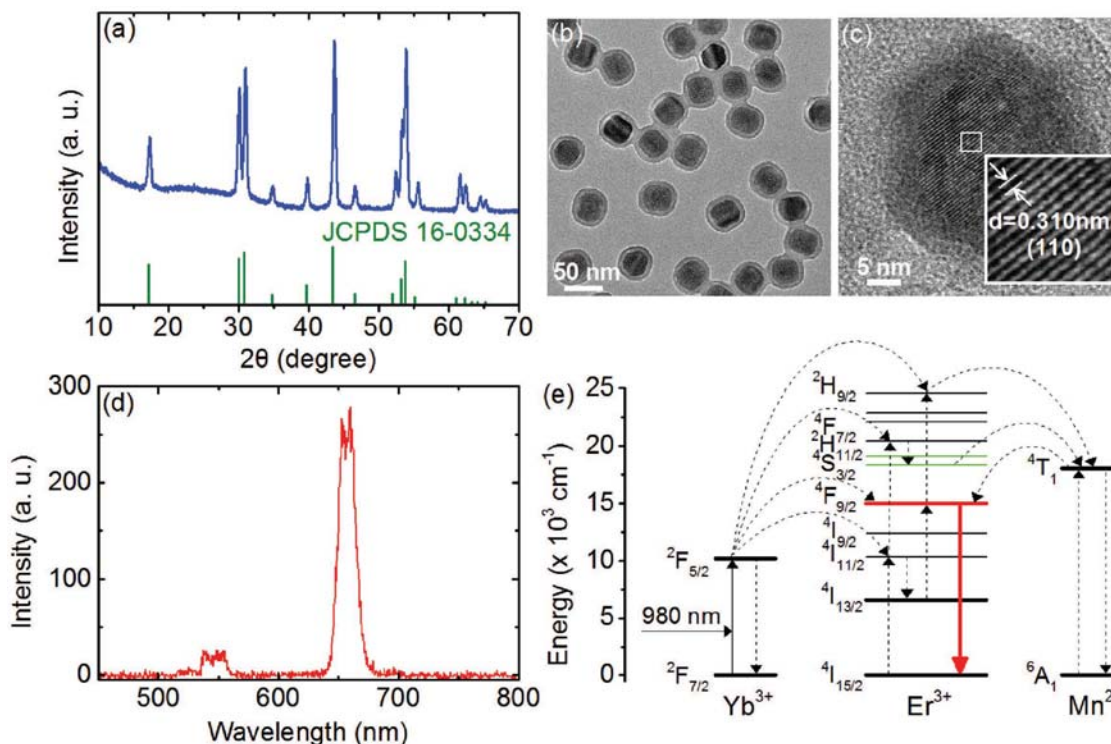 (a)
Intensity (a. u.)
JCPDS 16-0334
10 20 30 40 50 60 70
2θ (degree)
(b)
50 nm
(c)
d=0.310nm
(110)
5 nm
(d)
300
200
100
0
Intensity (a. u.)
500 600 700 800
Wavelength (nm)
(e)
25
20
15
10
5
0
Energy (x 10³ cm⁻¹)
²F₅/₂
980 nm
²F₇/₂
Yb³⁺
²H₉/₂
⁴F₇/₂
²H₁₁/₂
⁴S₃/₂
⁴F₉/₂
⁴I₉/₂
⁴I₁₁/₂
⁴I₁₃/₂
⁴I₁₅/₂
Er³⁺
⁴T₁
⁶A₁
Mn²